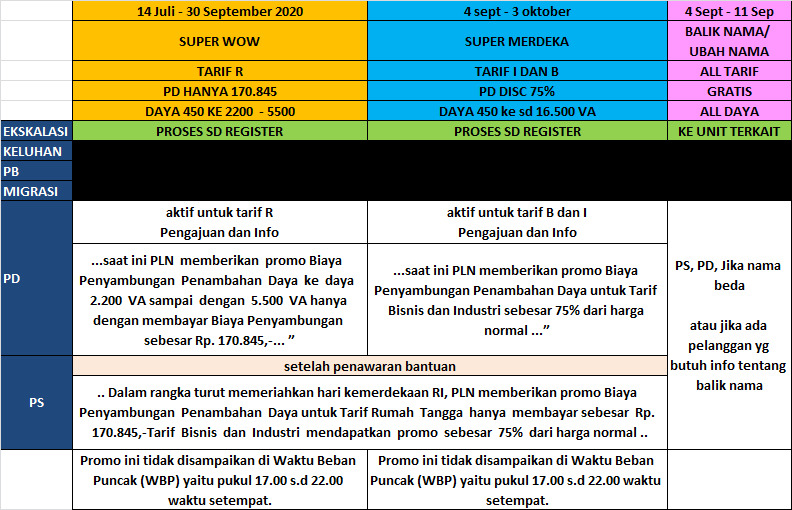 14 Juli - 30 September 2020
4 sept - 3 oktober
4 Sept - 11 Sep
SUPER WOW
SUPER MERDEKA
BALIK NAMA/
UBAH NAMA
TARIF R
TARIF I DAN B
ALL TARIF
PD HANYA 170.845
PD DISC 75%
GRATIS
DAYA 450 KE 2200 - 5500
DAYA 450 ke sd 16.500 VA
ALL DAYA
EKSKALASI
PROSES SD REGISTER
PROSES SD REGISTER
KE UNIT TERKAIT
KELUHAN
PB
MIGRASI
PD
aktif untuk tarif R
Pengajuan dan Info
aktif untuk tarif B dan I
Pengajuan dan Info
...saat ini PLN memberikan promo Biaya
Penyambungan Penambahan Daya ke daya
2.200 VA sampai dengan 5.500 VA hanya
dengan membayar Biaya Penyambungan
sebesar Rp. 170.845,-... ”
...saat ini PLN memberikan promo Biaya
Penyambungan Penambahan Daya untuk Tarif
Bisnis dan Industri sebesar 75% dari harga
normal ...”
PS, PD, Jika nama
beda
atau jika ada
pelanggan yg
butuh info tentang
balik nama
PS
setelah penawaran bantuan
.. Dalam rangka turut memeriahkan hari kemerdekaan RI, PLN memberikan promo Biaya
Penyambungan Penambahan Daya untuk Tarif Rumah Tangga hanya membayar sebesar Rp.
170.845,-Tarif Bisnis dan Industri mendapatkan promo sebesar 75% dari harga normal ..
Promo ini tidak disampaikan di Waktu Beban
Puncak (WBP) yaitu pukul 17.00 s.d 22.00
waktu setempat.
Promo ini tidak disampaikan di Waktu Beban
Puncak (WBP) yaitu pukul 17.00 s.d 22.00 waktu
setempat.